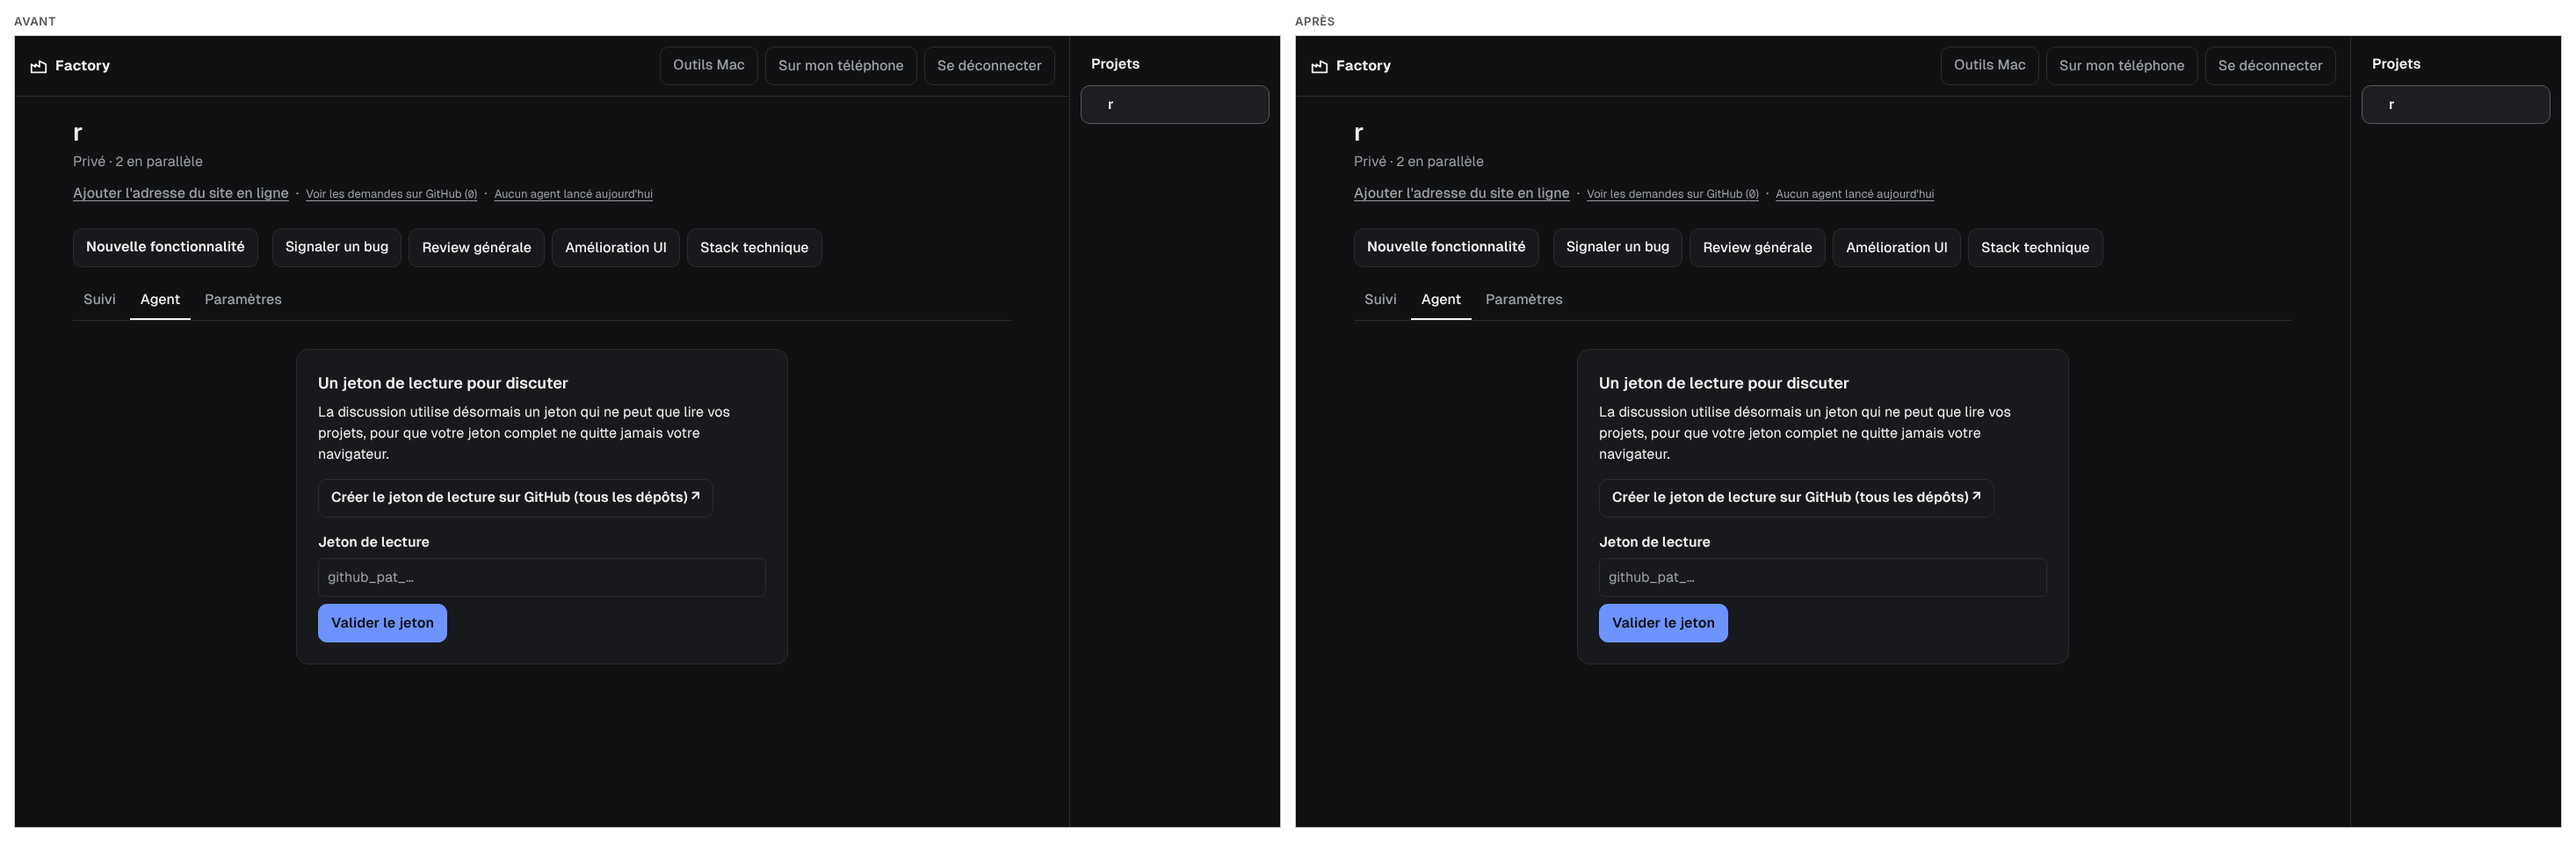 AVANT
Factory
Outils Mac
Sur mon téléphone
Se déconnecter
Projets
r
r
Privé · 2 en parallèle
Ajouter l'adresse du site en ligne · Voir les demandes sur GitHub (0) · Aucun agent lancé aujourd'hui
Nouvelle fonctionnalité
Signaler un bug
Review générale
Amélioration UI
Stack technique
Suivi
Agent
Paramètres
Un jeton de lecture pour discuter
La discussion utilise désormais un jeton qui ne peut que lire vos
projets, pour que votre jeton complet ne quitte jamais votre
navigateur.
Créer le jeton de lecture sur GitHub (tous les dépôts) ↗
Jeton de lecture
github_pat_…
Valider le jeton
APRÈS
Factory
Outils Mac
Sur mon téléphone
Se déconnecter
Projets
r
r
Privé · 2 en parallèle
Ajouter l'adresse du site en ligne · Voir les demandes sur GitHub (0) · Aucun agent lancé aujourd'hui
Nouvelle fonctionnalité
Signaler un bug
Review générale
Amélioration UI
Stack technique
Suivi
Agent
Paramètres
Un jeton de lecture pour discuter
La discussion utilise désormais un jeton qui ne peut que lire vos
projets, pour que votre jeton complet ne quitte jamais votre
navigateur.
Créer le jeton de lecture sur GitHub (tous les dépôts) ↗
Jeton de lecture
github_pat_…
Valider le jeton